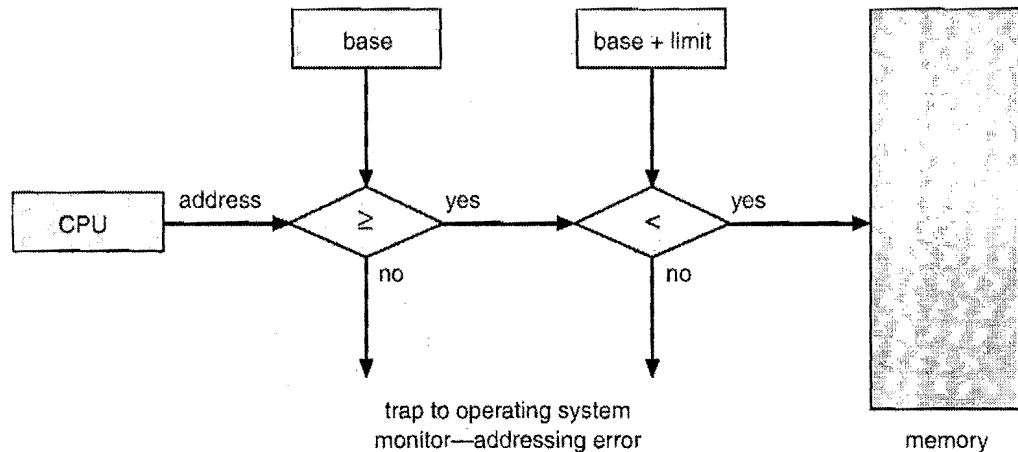 base
base + limit
CPU
address
≥
yes
<
yes
no
no
trap to operating system
monitor—addressing error
memory